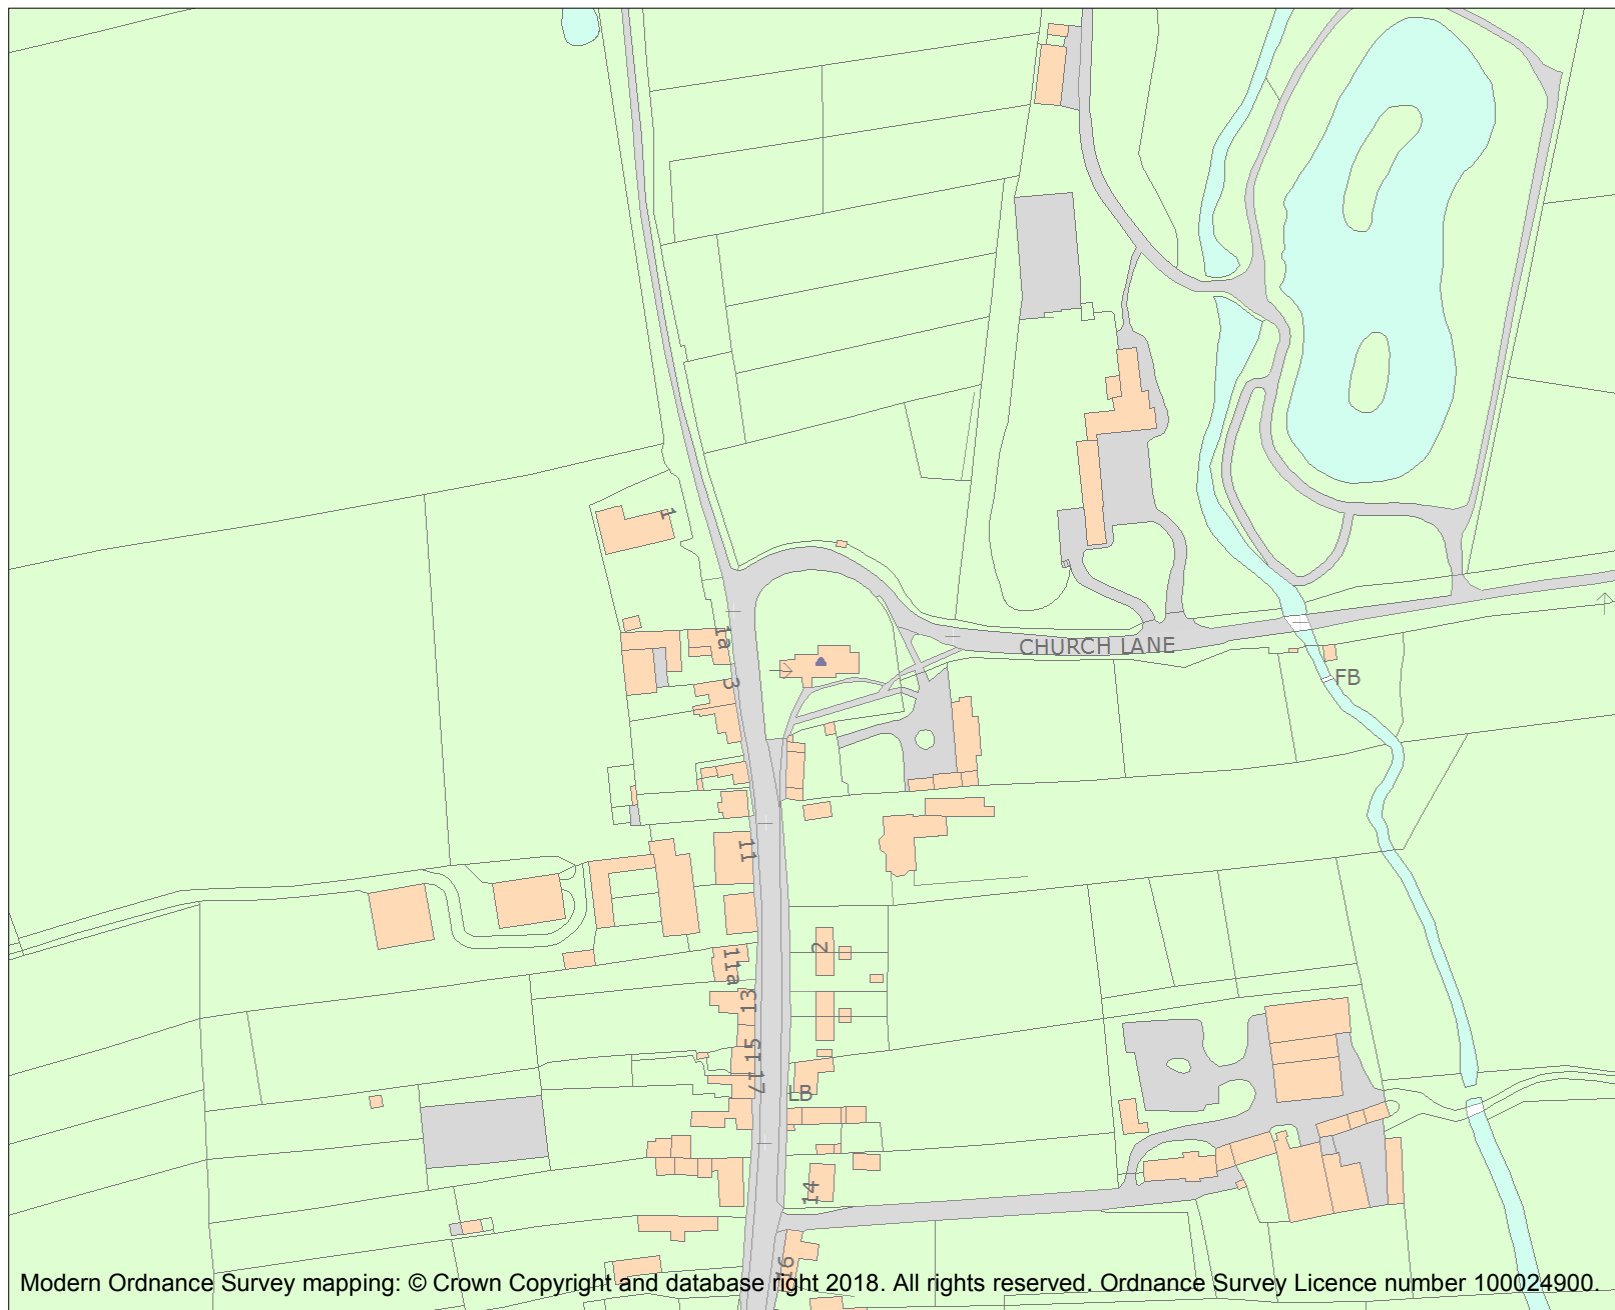 1
1a
CHURCH LANE
3
FB
11
2
11a
13
15
17
LB
14
16
Modern Ordnance Survey mapping: © Crown Copyright and database right 2018. All rights reserved. Ordnance Survey Licence number 100024900.